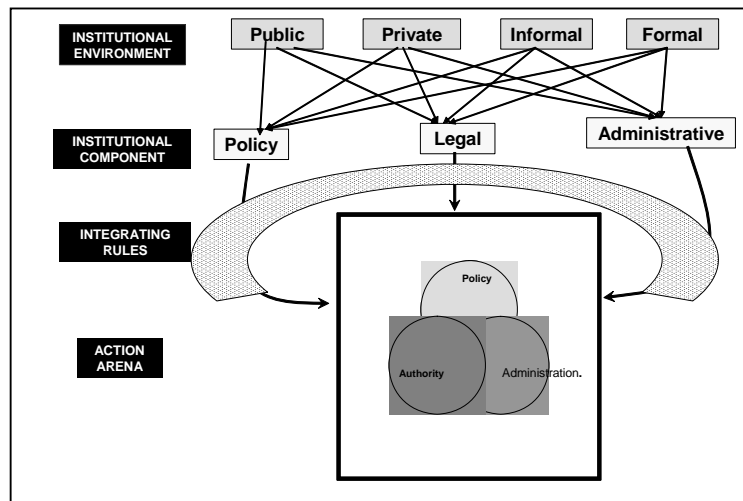 INSTITUTIONAL
ENVIRONMENT
Public
Private
Informal
Formal
INSTITUTIONAL
COMPONENT
Policy
Legal
Administrative
INTEGRATING
RULES
Policy
ACTION
ARENA
Authority
Administration.